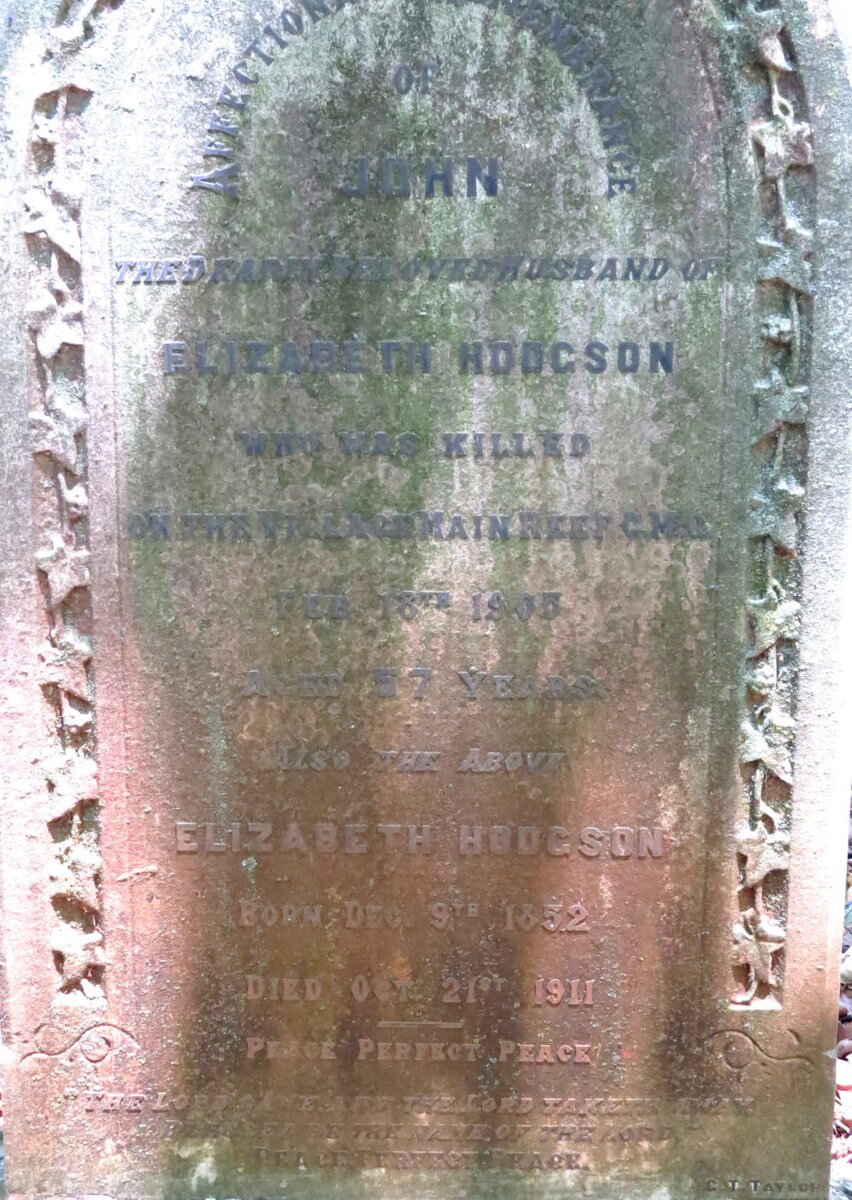 AFFECTIONATE REMEMBRANCE
OF
JOHN
THE DEARLY BELOVED HUSBAND OF
ELIZABETH HODGSON
WHO WAS KILLED
ON THE VILLAGE MAIN REEF G.M.C.
FEB 18TH 1905
AGED 57 YEARS
ALSO THE ABOVE
ELIZABETH HODGSON
BORN DEC. 9TH 1852
DIED OCT. 21ST 1911
PEACE PERFECT PEACE
"THE LORD GAVE AND THE LORD TAKETH AWAY
BLESSED BE THE NAME OF THE LORD."
PEACE, PERFECT PEACE.
C. J. TAYLOR